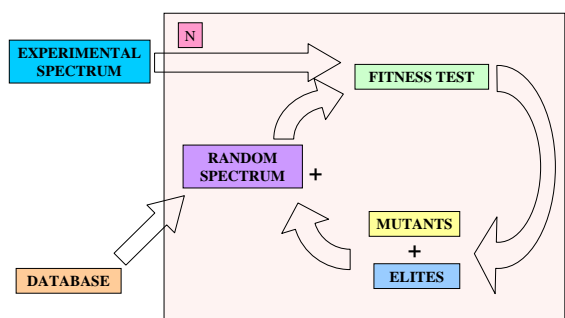 N
EXPERIMENTAL
SPECTRUM
FITNESS TEST
RANDOM
SPECTRUM
+
MUTANTS
+
ELITES
DATABASE